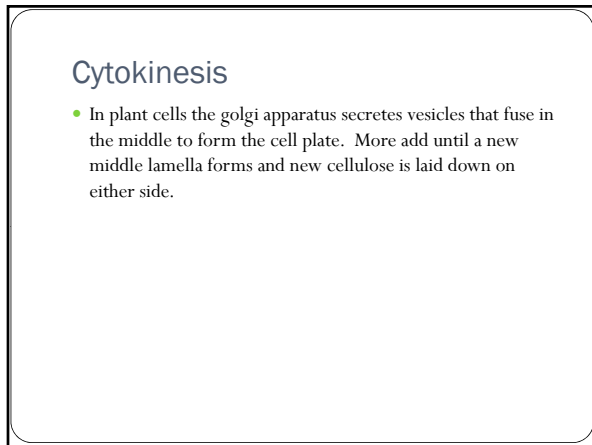 Cytokinesis
• In plant cells the golgi apparatus secretes vesicles that fuse in
the middle to form the cell plate. More add until a new
middle lamella forms and new cellulose is laid down on
either side.